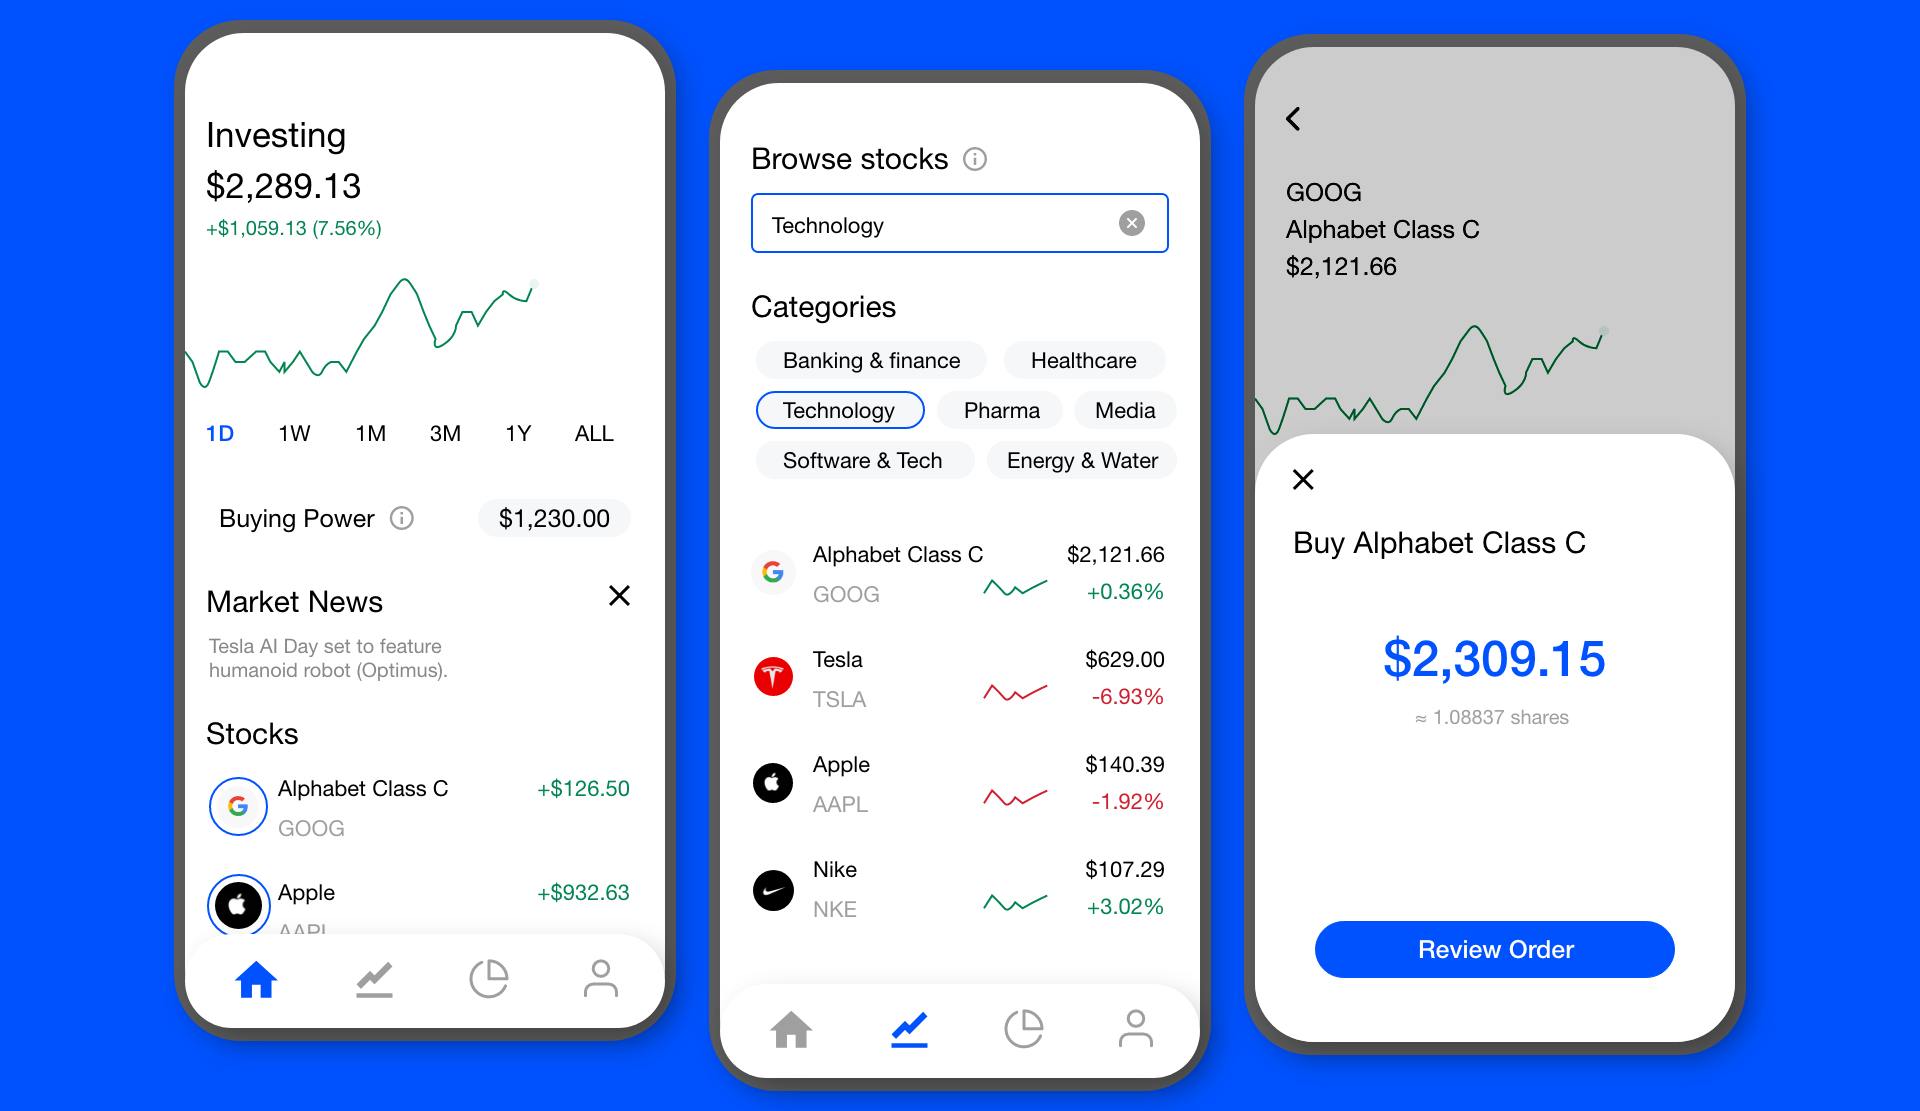 Investing
$2,289.13
+$1,059.13 (7.56%)
1D 1W 1M 3M 1Y ALL
Buying Power $1,230.00
Market News
Tesla AI Day set to feature
humanoid robot (Optimus).
Stocks
Alphabet Class C +$126.50
GOOG
Apple +$932.63
AAPL
Browse stocks
Technology
Categories
Banking & finance Healthcare
Technology Pharma Media
Software & Tech Energy & Water
Alphabet Class C $2,121.66
GOOG +0.36%
Tesla $629.00
TSLA -6.93%
Apple $140.39
AAPL -1.92%
Nike $107.29
NKE +3.02%
GOOG
Alphabet Class C
$2,121.66
Buy Alphabet Class C
$2,309.15
≈ 1.08837 shares
Review Order